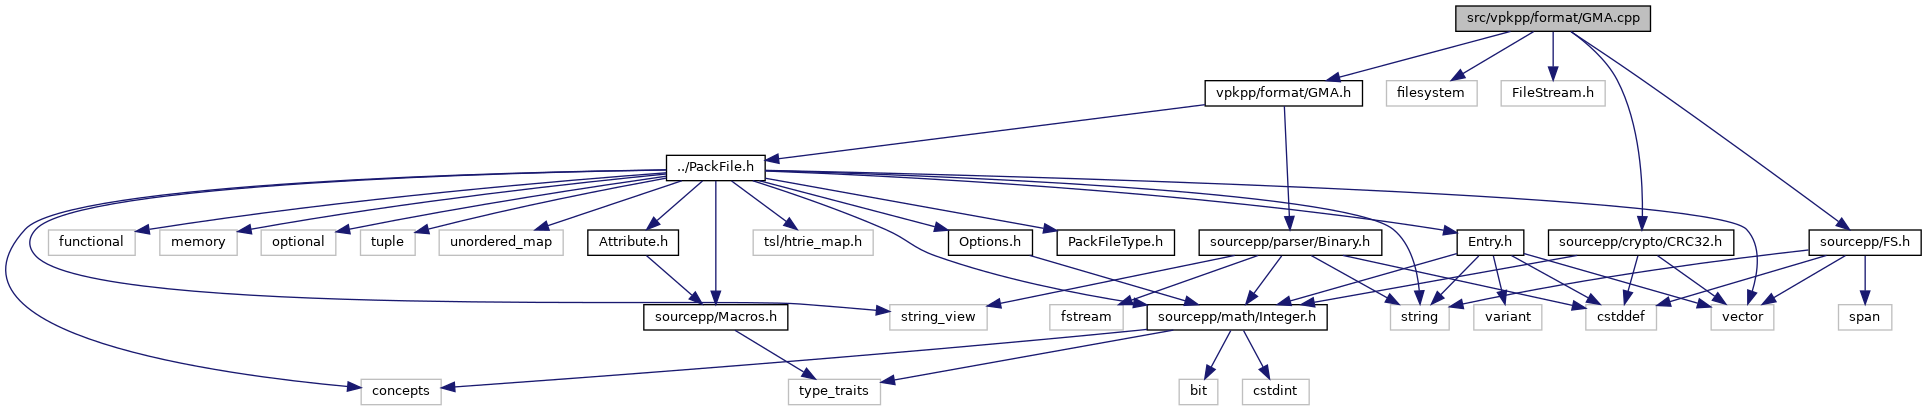 src/vpkpp/format/GMA.cpp
vpkpp/format/GMA.h
filesystem
FileStream.h
../PackFile.h
functional
memory
optional
tuple
unordered_map
Attribute.h
tsl/htrie_map.h
Options.h
PackFileType.h
sourcepp/parser/Binary.h
Entry.h
sourcepp/crypto/CRC32.h
sourcepp/FS.h
sourcepp/Macros.h
string_view
fstream
sourcepp/math/Integer.h
string
variant
cstddef
vector
span
concepts
type_traits
bit
cstdint